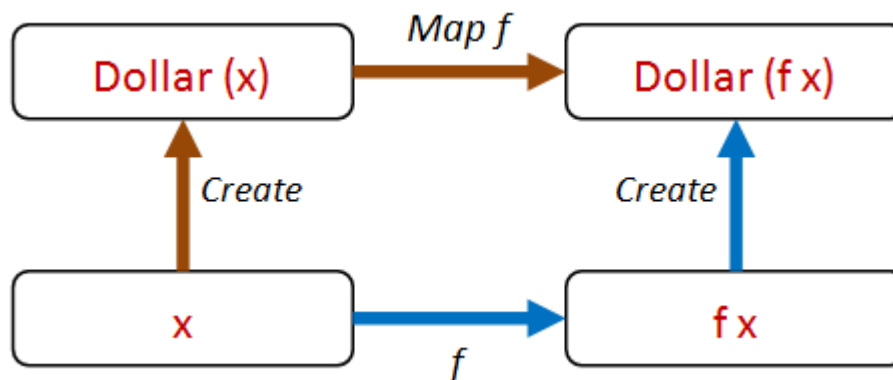 Map f
Dollar (x)
Dollar (f x)
Create
Create
x
f x
f